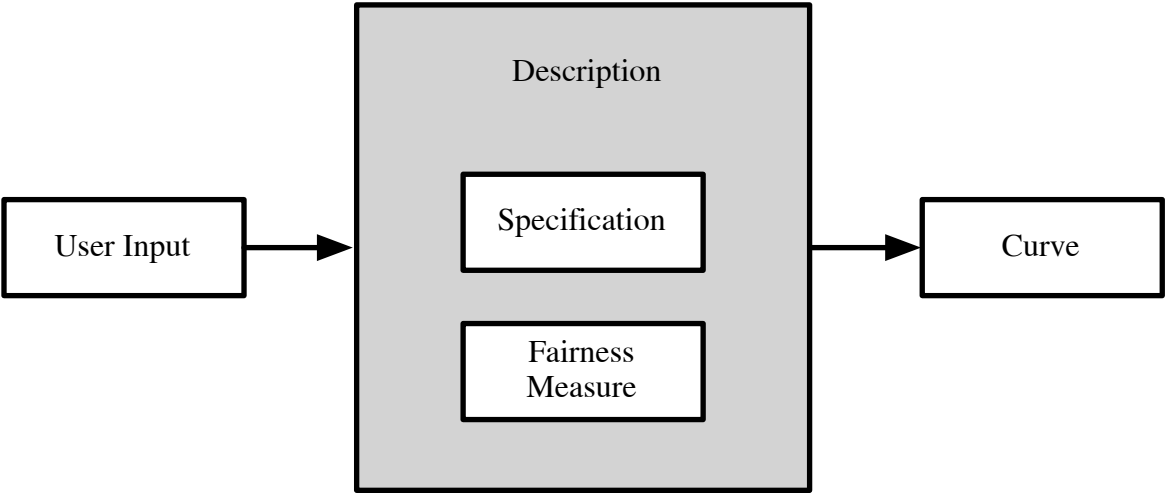 Description
User Input
Specification
Fairness
Measure
Curve